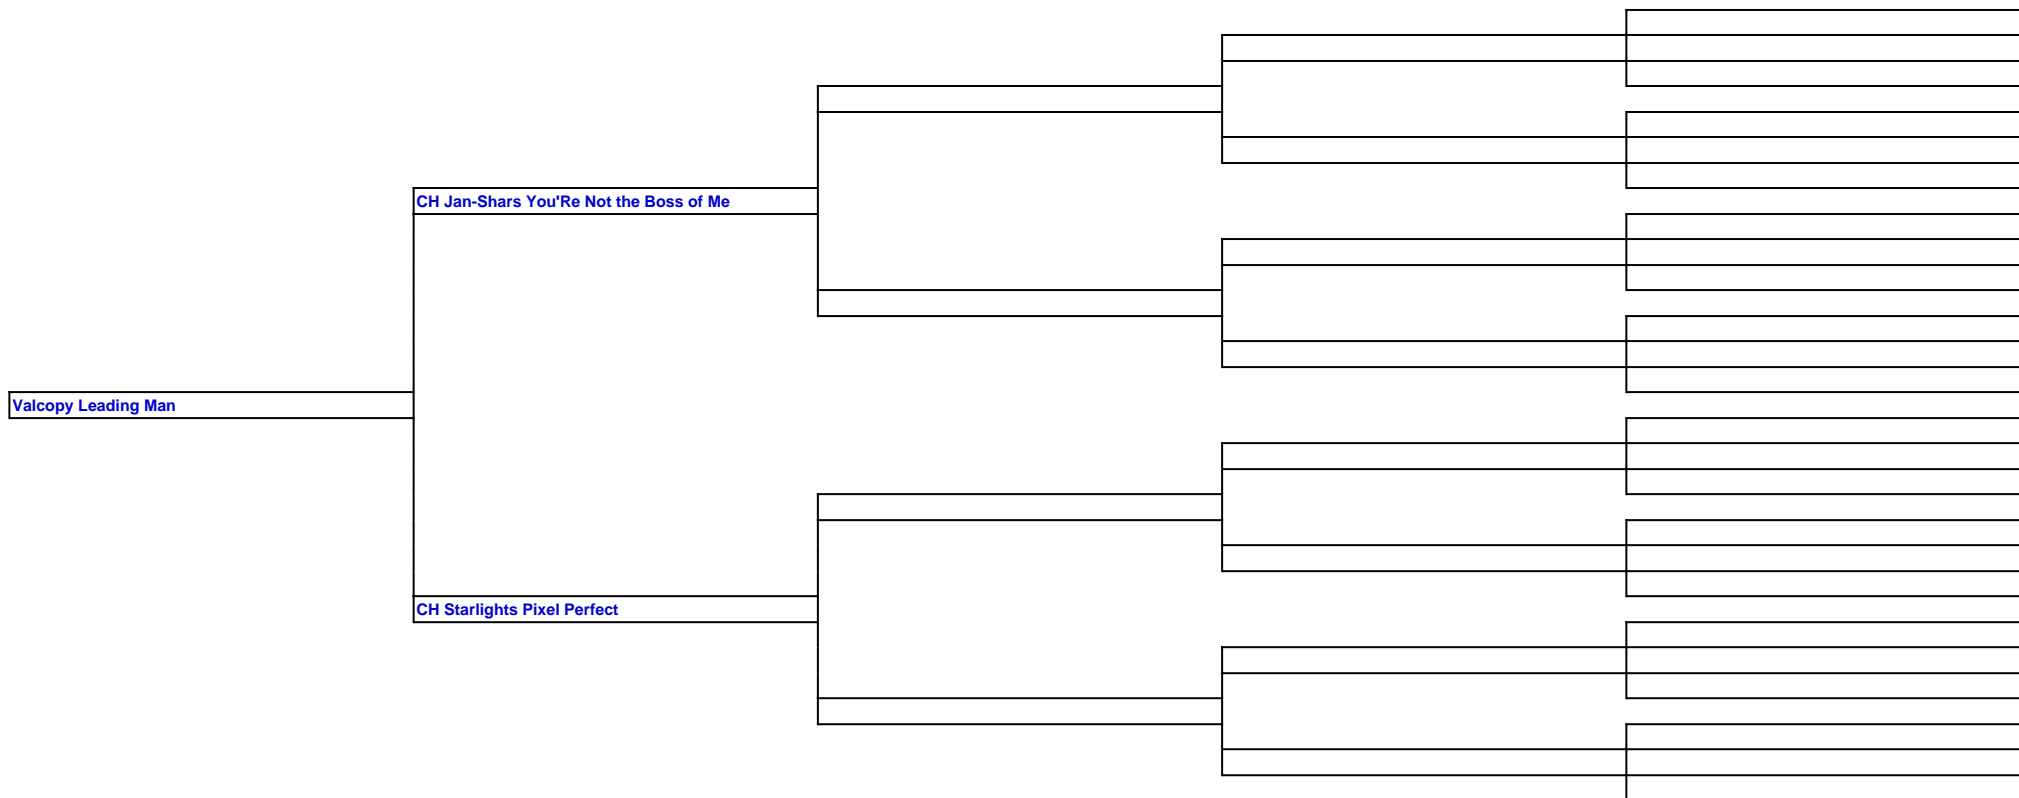 CH Jan-Shars You'Re Not the Boss of Me
Valcopy Leading Man
CH Starlights Pixel Perfect